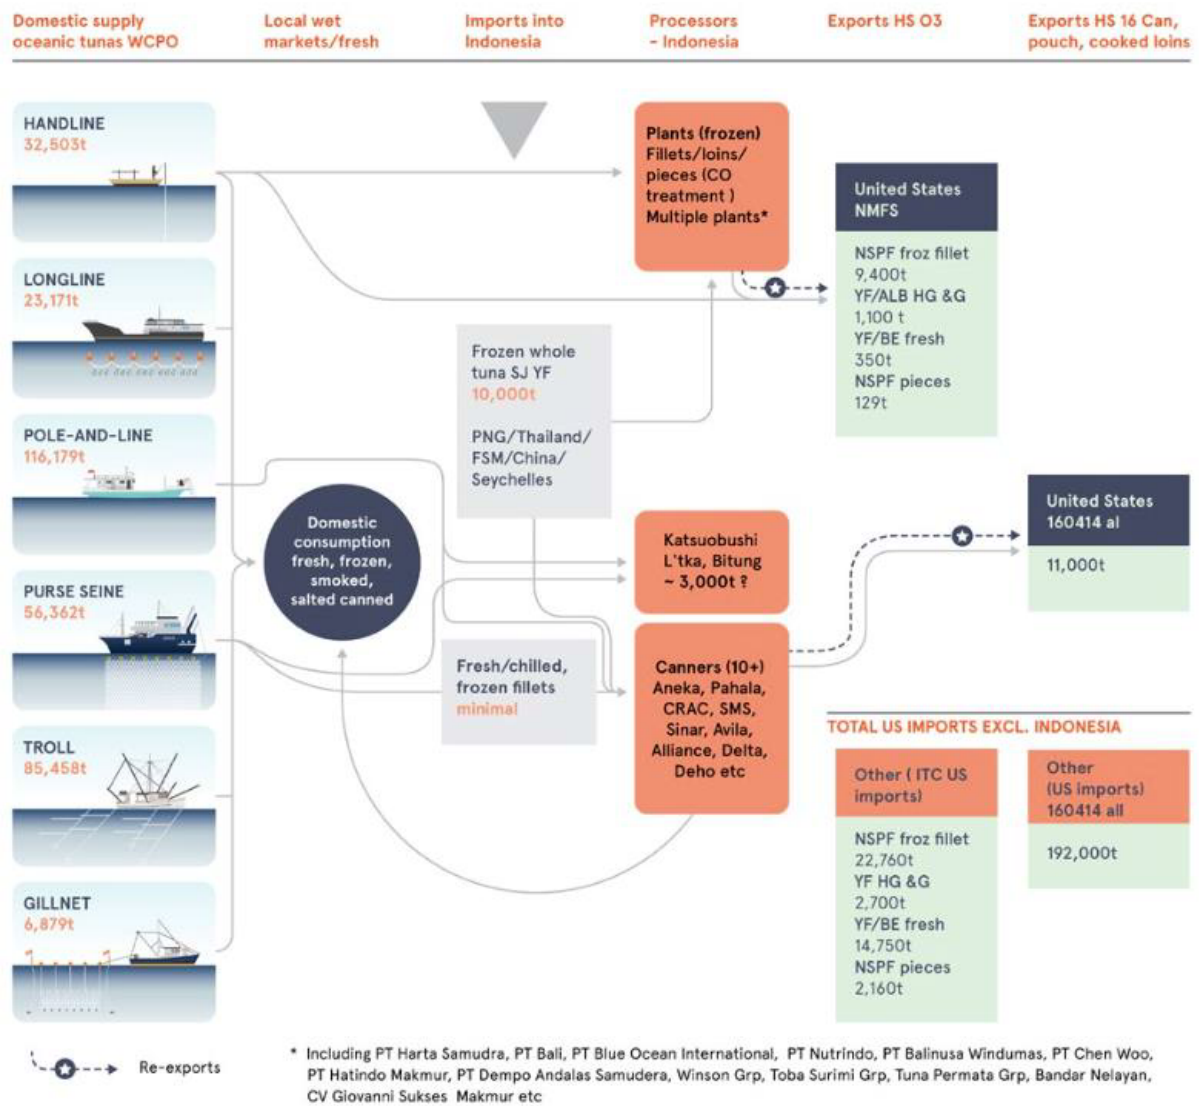 Domestic supply
oceanic tunas WCPO
Local wet
markets/fresh
Imports into
Indonesia
Processors
- Indonesia
Exports HS O3
Exports HS 16 Can,
pouch, cooked loins
HANDLINE
32,503t
LONGLINE
23,171t
POLE-AND-LINE
116,179t
PURSE SEINE
56,362t
TROLL
85,458t
GILLNET
6,879t
Domestic
consumption
fresh, frozen,
smoked,
salted canned
Frozen whole
tuna SJ YF
10,000t
PNG/Thailand/
FSM/China/
Seychelles
Fresh/chilled,
frozen fillets
minimal
Plants (frozen)
Fillets/loins/
pieces (CO
treatment )
Multiple plants*
Katsuobushi
L'tka, Bitung
~ 3,000t ?
Canners (10+)
Aneka, Pahala,
CRAC, SMS,
Sinar, Avila,
Alliance, Delta,
Deho etc
United States
NMFS
NSPF froz fillet
9,400t
YF/ALB HG &G
1,100 t
YF/BE fresh
350t
NSPF pieces
129t
United States
160414 al
11,000t
TOTAL US IMPORTS EXCL. INDONESIA
Other ( ITC US
imports)
NSPF froz fillet
22,760t
YF HG &G
2,700t
YF/BE fresh
14,750t
NSPF pieces
2,160t
Other
(US imports)
160414 all
192,000t
Re-exports
* Including PT Harta Samudra, PT Bali, PT Blue Ocean International, PT Nutrindo, PT Balinusa Windumas, PT Chen Woo,
PT Hatindo Makmur, PT Dempo Andalas Samudera, Winson Grp, Toba Surimi Grp, Tuna Permata Grp, Bandar Nelayan,
CV Giovanni Sukses Makmur etc